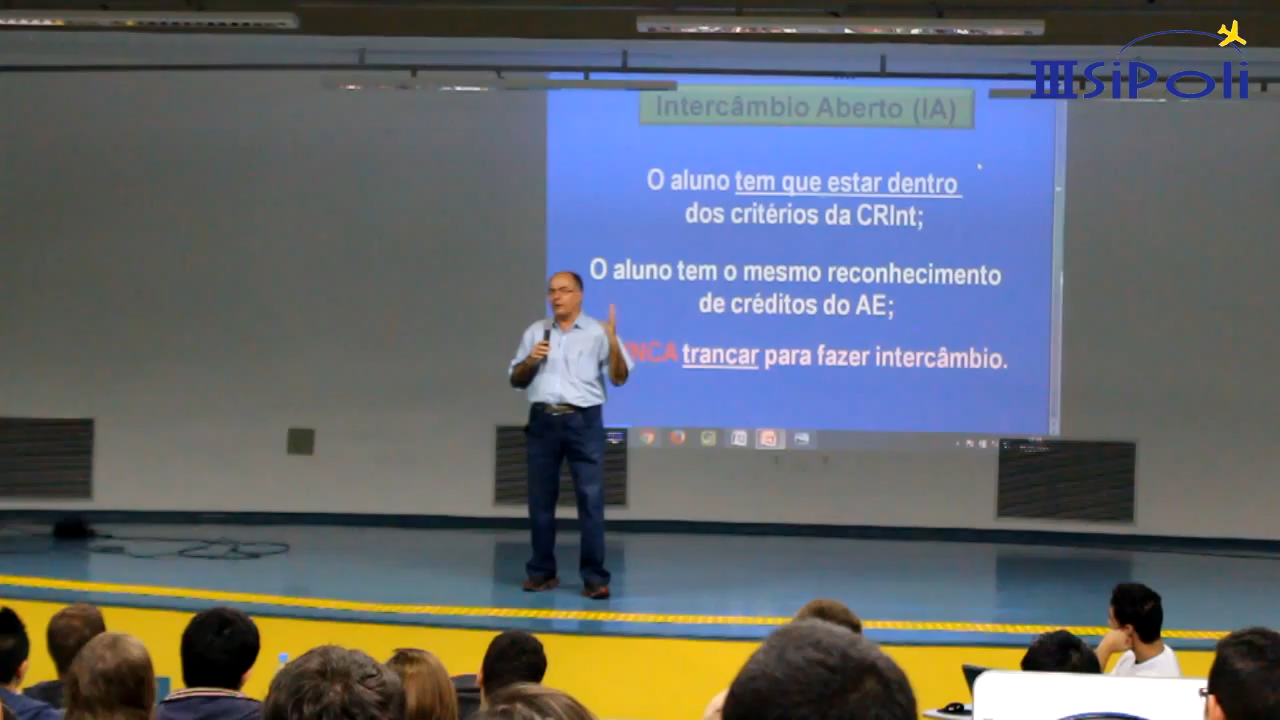 IIISiPoli
Intercâmbio Aberto (IA)
O aluno tem que estar dentro
dos critérios da CRInt;
O aluno tem o mesmo reconhecimento
de créditos do AE;
trancar para fazer intercâmbio.